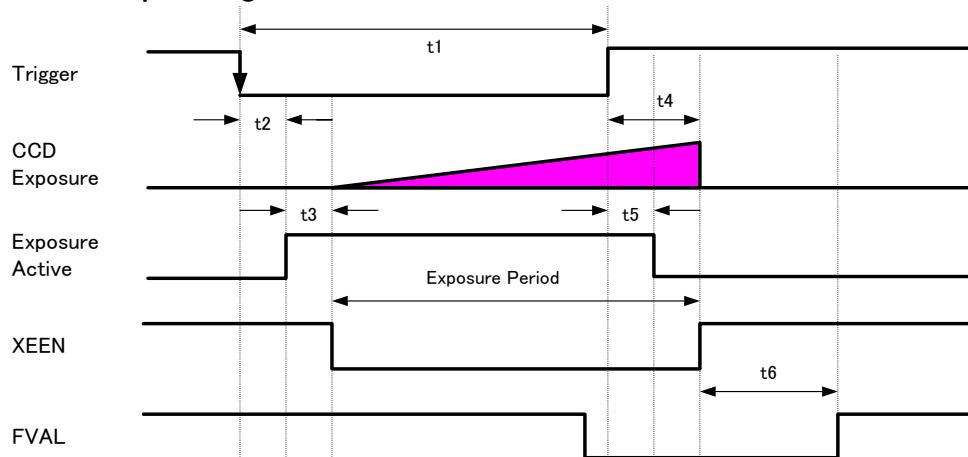 t1
Trigger
t4
t2
CCD
Exposure
t3
t5
Exposure
Active
Exposure Period
XEEN
t6
FVAL